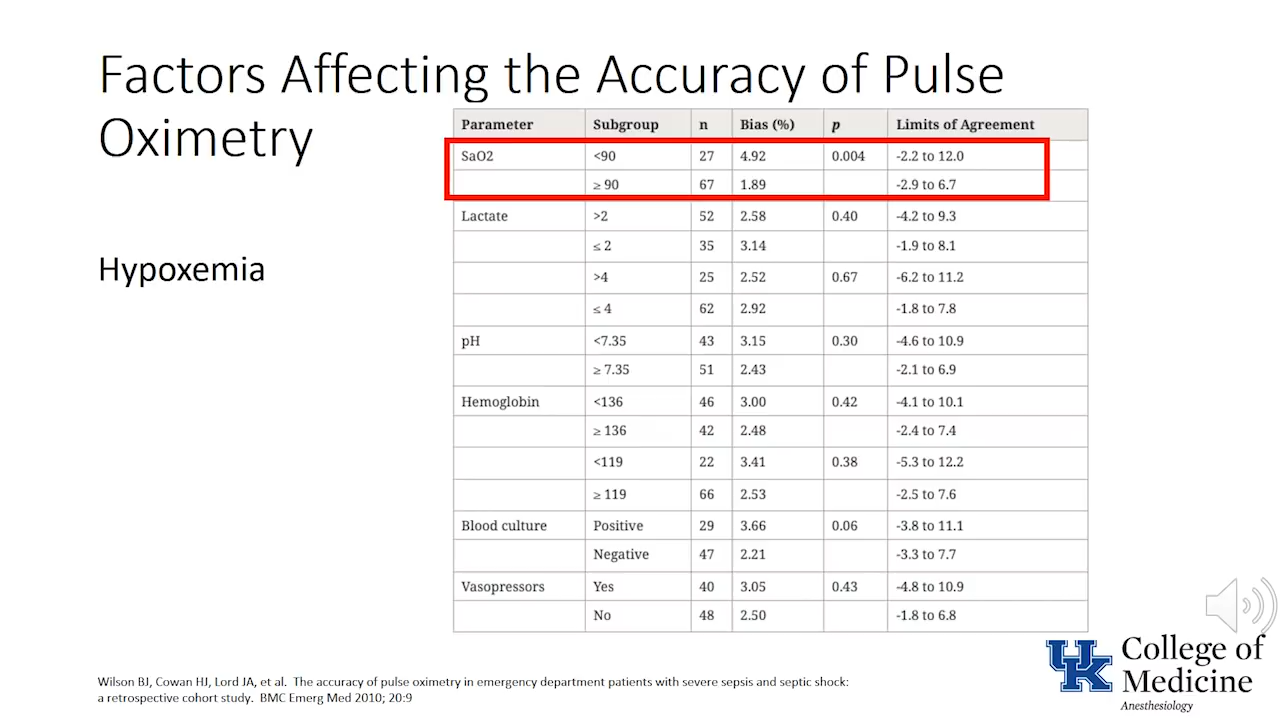 Factors Affecting the Accuracy of Pulse
Oximetry
Hypoxemia
Parameter Subgroup n Bias (%) p Limits of Agreement
SaO2 <90 27 4.92 0.004 -2.2 to 12.0
≥ 90 67 1.89 -2.9 to 6.7
Lactate >2 52 2.58 0.40 -4.2 to 9.3
≤ 2 35 3.14 -1.9 to 8.1
>4 25 2.52 0.67 -6.2 to 11.2
≤ 4 62 2.92 -1.8 to 7.8
pH <7.35 43 3.15 0.30 -4.6 to 10.9
≥ 7.35 51 2.43 -2.1 to 6.9
Hemoglobin <136 46 3.00 0.42 -4.1 to 10.1
≥ 136 42 2.48 -2.4 to 7.4
<119 22 3.41 0.38 -5.3 to 12.2
≥ 119 66 2.53 -2.5 to 7.6
Blood culture Positive 29 3.66 0.06 -3.8 to 11.1
Negative 47 2.21 -3.3 to 7.7
Vasopressors Yes 40 3.05 0.43 -4.8 to 10.9
No 48 2.50 -1.8 to 6.8
Wilson BJ, Cowan HJ, Lord JA, et al. The accuracy of pulse oximetry in emergency department patients with severe sepsis and septic shock:
a retrospective cohort study. BMC Emerg Med 2010; 20:9
UK
College of
Medicine
Anesthesiology